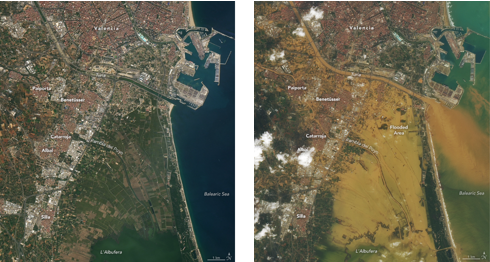 Valencia
Paiporta
Benetússer
Catarroja
Albal
Silla
L'Albufera
Balearic Sea
Valencia
Paiporta
Benetússer
Flooded
Area
Catarroja
Albal
Silla
L'Albufera
Balearic Sea